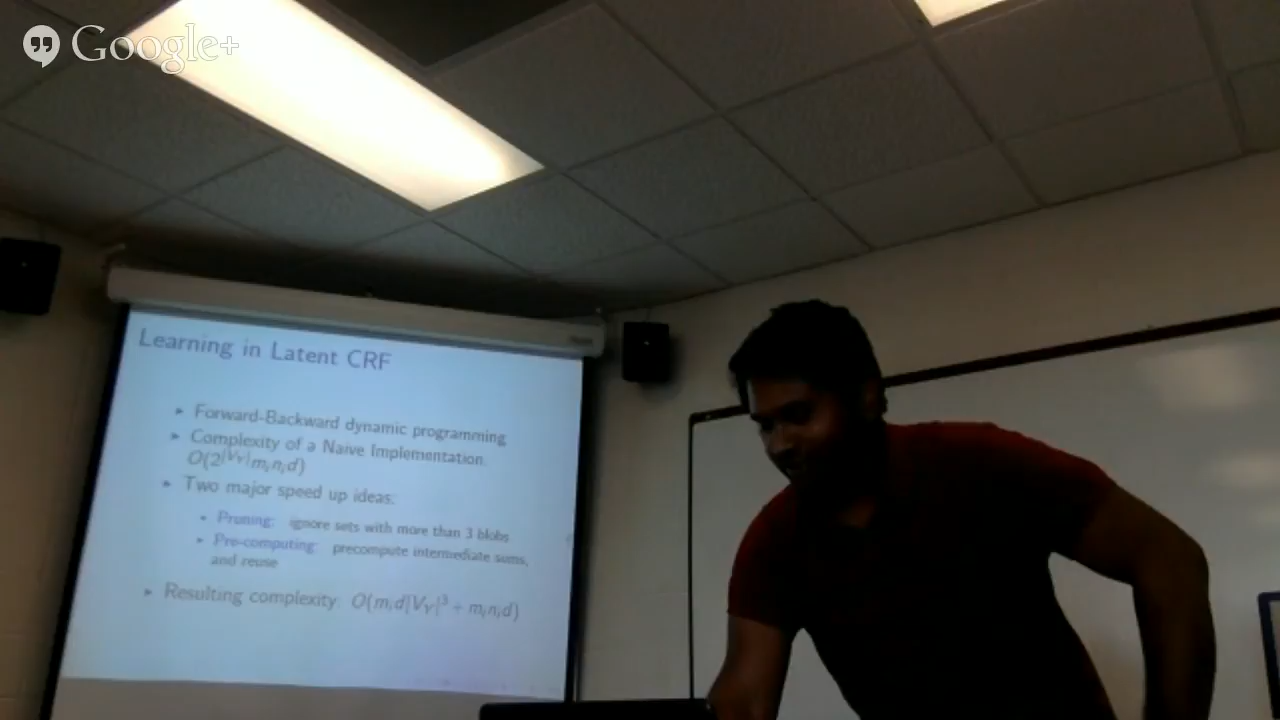 Google+
Learning in Latent CRF
Forward-Backward dynamic programming
Complexity of a Naive Implementation
O(2^|V_Y| m_i n_i d)
Two major speed up ideas:
Pruning: ignore sets with more than 3 blobs
Pre-computing: precompute intermediate sums,
and reuse
Resulting complexity: O(m_i d|V_Y|^3 + m_i n_i d)